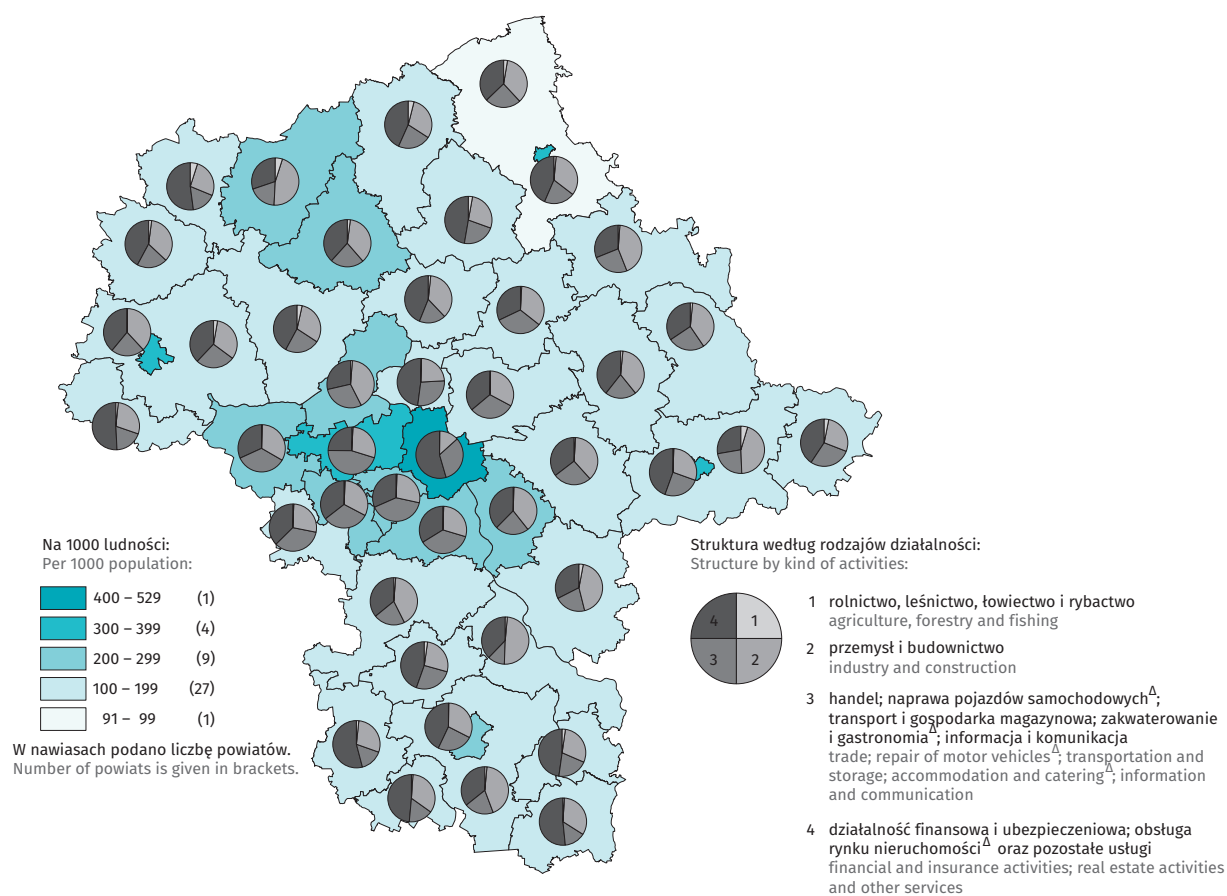 Na 1000 ludności:
Per 1000 population:
400 – 529 (1)
300 – 399 (4)
200 – 299 (9)
100 – 199 (27)
91 – 99 (1)
W nawiasach podano liczbę powiatów.
Number of powiats is given in brackets.
Struktura według rodzajów działalności:
Structure by kind of activities:
4 1
3 2
1 rolnictwo, leśnictwo, łowiectwo i rybactwo
agriculture, forestry and fishing
2 przemysł i budownictwo
industry and construction
3 handel; naprawa pojazdów samochodowych^Δ;
transport i gospodarka magazynowa; zakwaterowanie
i gastronomia^Δ; informacja i komunikacja
trade; repair of motor vehicles^Δ; transportation and
storage; accommodation and catering^Δ; information
and communication
4 działalność finansowa i ubezpieczeniowa; obsługa
rynku nieruchomości^Δ oraz pozostałe usługi
financial and insurance activities; real estate activities
and other services